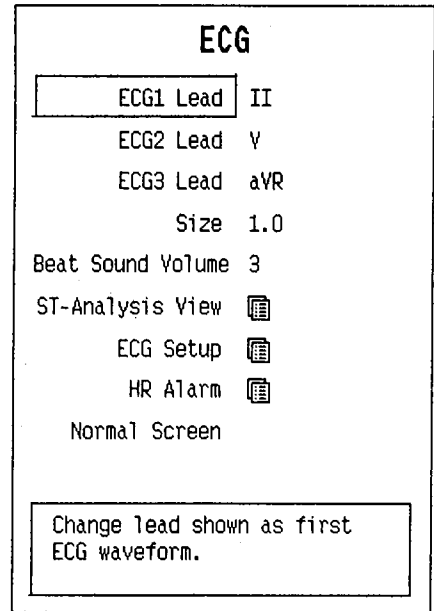 ECG
ECG1 Lead II
ECG2 Lead V
ECG3 Lead aVR
Size 1.0
Beat Sound Volume 3
ST-Analysis View
ECG Setup
HR Alarm
Normal Screen
Change lead shown as first
ECG waveform.